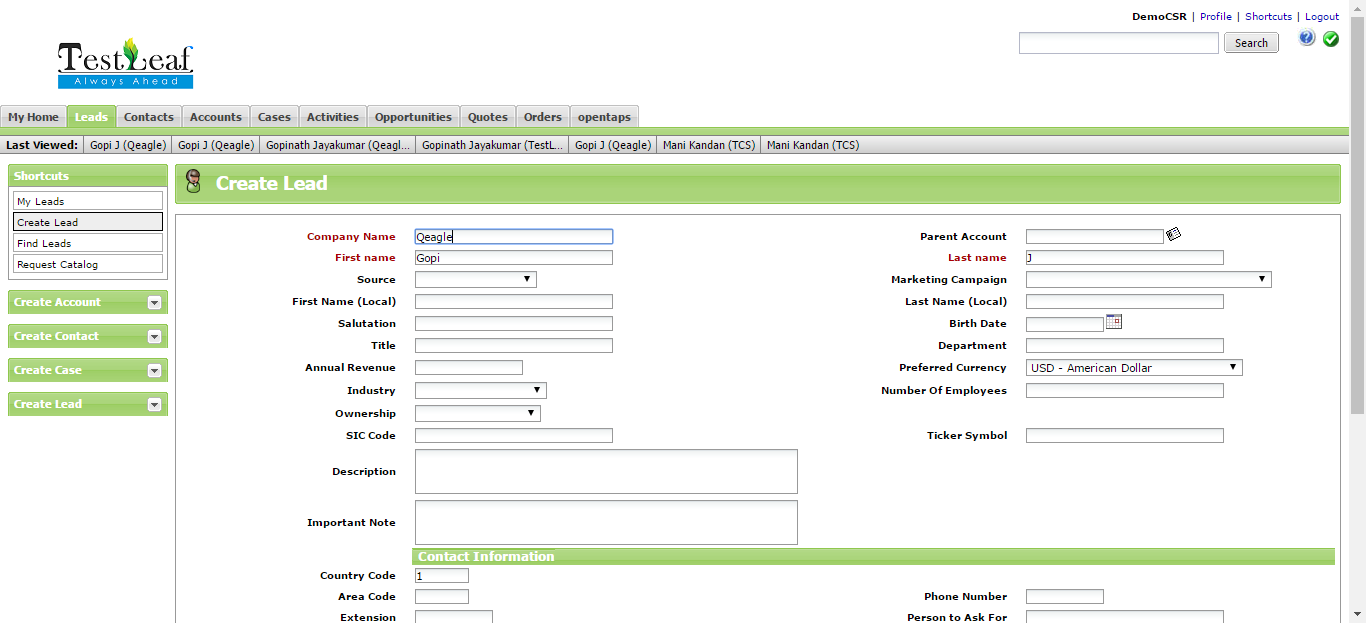 DemoCSR | Profile | Shortcuts | Logout
Search
TestLeaf
Always Ahead
My Home Leads Contacts Accounts Cases Activities Opportunities Quotes Orders opentaps
Last Viewed: Gopi J (Qeagle) Gopi J (Qeagle) Gopinath Jayakumar (Qeagl... Gopinath Jayakumar (TestL... Gopi J (Qeagle) Mani Kandan (TCS) Mani Kandan (TCS)
Shortcuts
My Leads
Create Lead
Find Leads
Request Catalog
Create Account
Create Contact
Create Case
Create Lead
Create Lead
Company Name Qeagle Parent Account
First name Gopi Last name J
Source Marketing Campaign
First Name (Local) Last Name (Local)
Salutation Birth Date
Title Department
Annual Revenue Preferred Currency USD - American Dollar
Industry Number Of Employees
Ownership
SIC Code Ticker Symbol
Description
Important Note
Contact Information
Country Code 1
Area Code Phone Number
Extension Person to Ask For